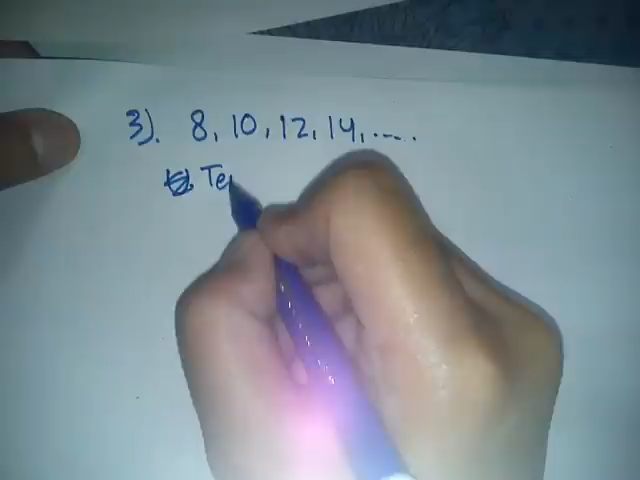 3). 8, 10, 12, 14, .....
Te